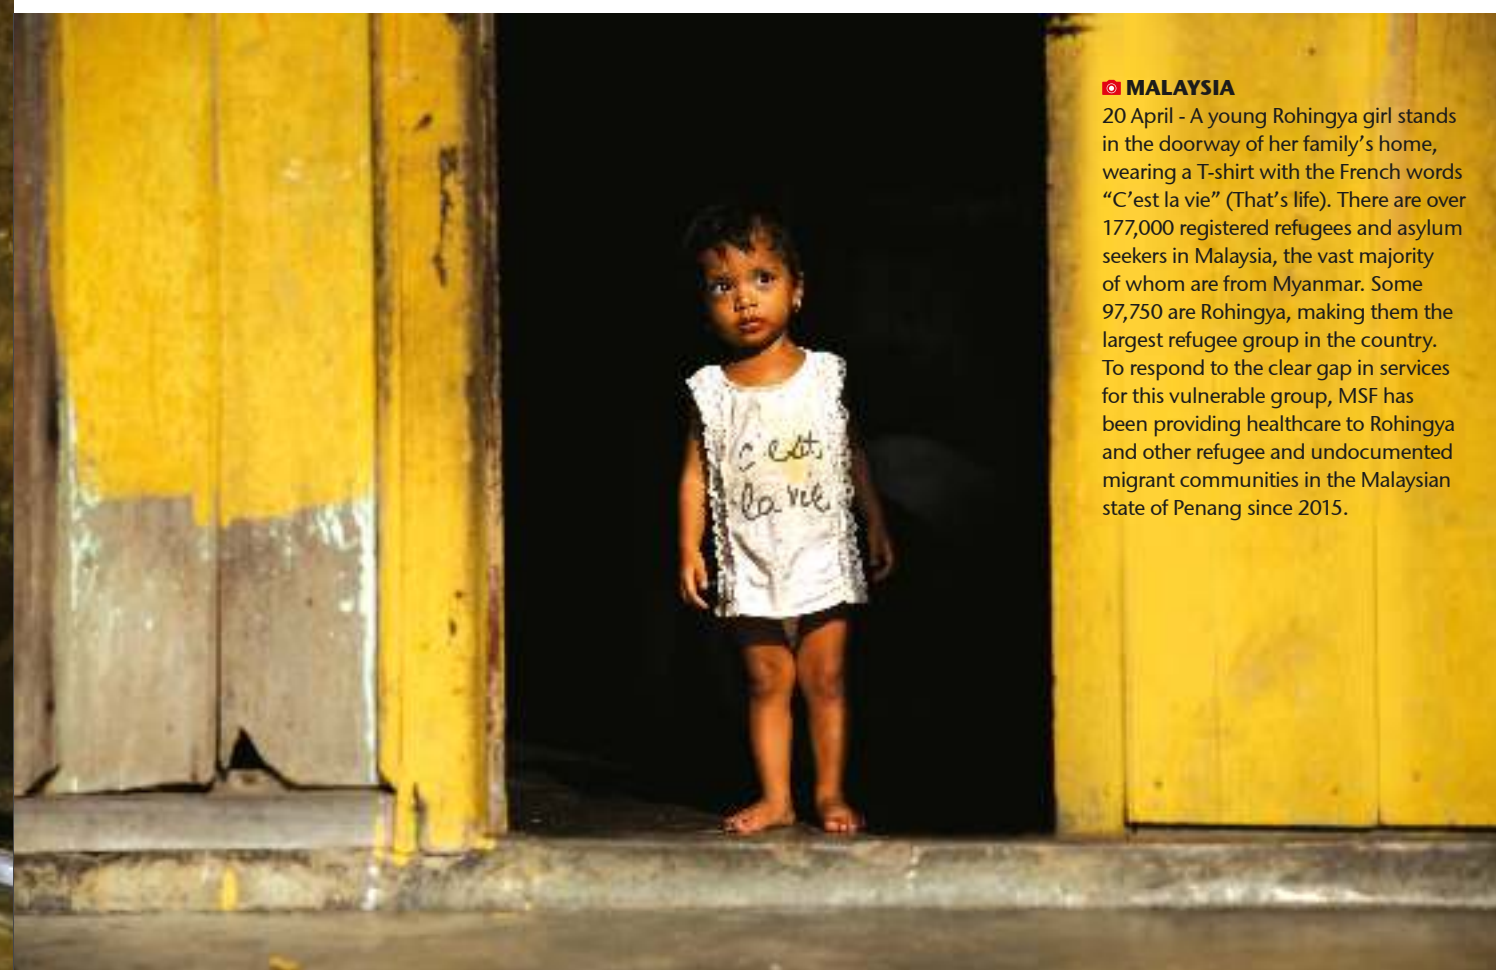 MALAYSIA
20 April - A young Rohingya girl stands
in the doorway of her family’s home,
wearing a T-shirt with the French words
“C’est la vie” (That’s life). There are over
177,000 registered refugees and asylum
seekers in Malaysia, the vast majority
of whom are from Myanmar. Some
97,750 are Rohingya, making them the
largest refugee group in the country.
To respond to the clear gap in services
for this vulnerable group, MSF has
been providing healthcare to Rohingya
and other refugee and undocumented
migrant communities in the Malaysian
state of Penang since 2015.
c'est
la vie